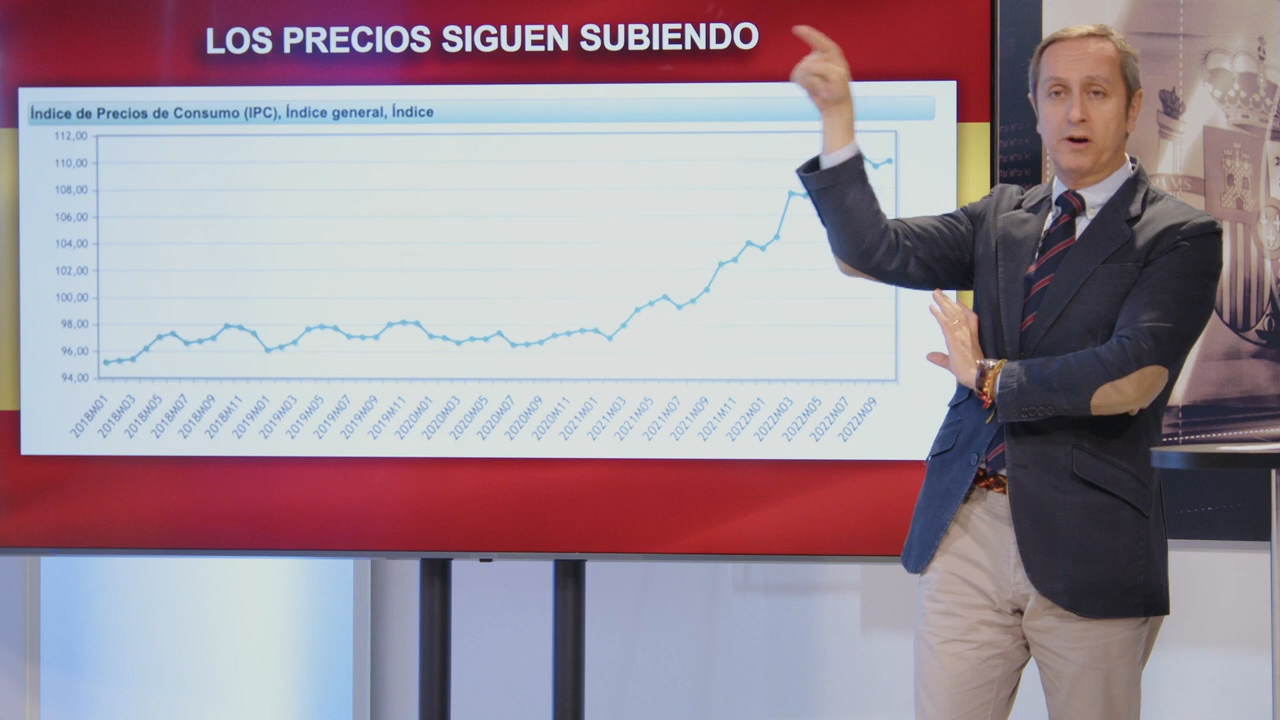 LOS PRECIOS SIGUEN SUBIENDO
Índice de Precios de Consumo (IPC), Índice general, Índice
112,00
110,00
108,00
106,00
104,00
102,00
100,00
98,00
96,00
94,00
2018M01
2018M03
2018M05
2018M07
2018M09
2018M11
2019M01
2019M03
2019M05
2019M07
2019M09
2019M11
2020M01
2020M03
2020M05
2020M07
2020M09
2020M11
2021M01
2021M03
2021M05
2021M07
2021M09
2021M11
2022M01
2022M03
2022M05
2022M07
2022M09